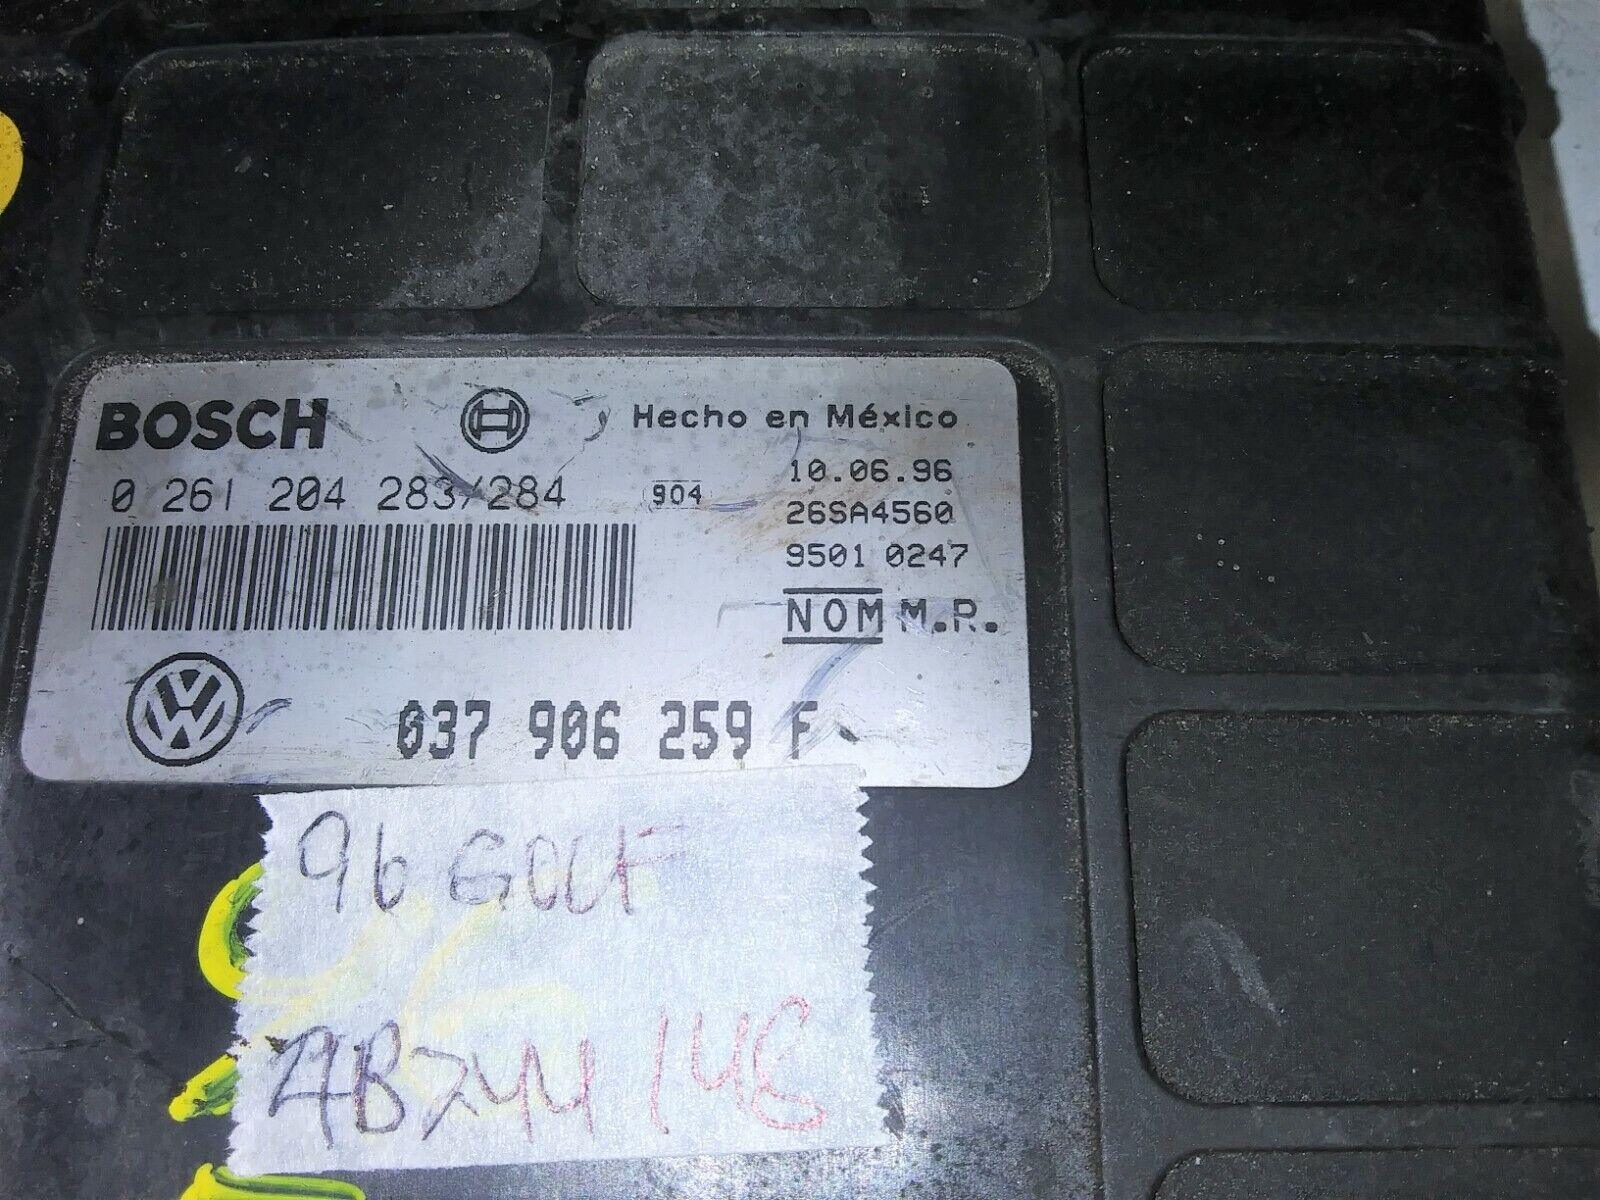 BOSCH
Hecho en México
0 261 204 283/284
904
10.06.96
26SA4560
9501 0247
NOM M.R.
037 906 259 F
96 GOLF